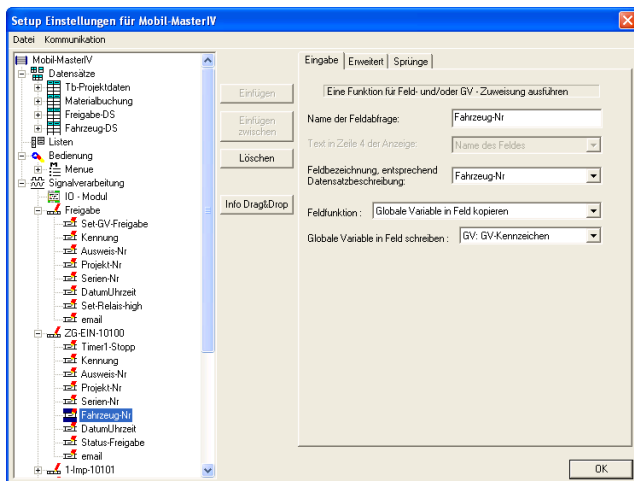 Setup Einstellungen für Mobil-MasterIV
Datei Kommunikation
Mobil-MasterIV
Datensätze
Tb-Projektdaten
Materialbuchung
Freigabe-DS
Fahrzeug-DS
Listen
Bedienung
Menue
Signalverarbeitung
IO - Modul
Freigabe
Set-GV-Freigabe
Kennung
Ausweis-Nr
Projekt-Nr
Serien-Nr
DatumUhrzeit
Set-Relais-high
email
ZG-EIN-10100
Timer1-Stopp
Kennung
Ausweis-Nr
Projekt-Nr
Serien-Nr
Fahrzeug-Nr
DatumUhrzeit
Status-Freigabe
email
1-Imp-10101
Einfügen
Einfügen
zwischen
Löschen
Info Drag&Drop
Eingabe Erweitert Sprünge
Eine Funktion für Feld- und/oder GV - Zuweisung ausführen
Name der Feldabfrage: Fahrzeug-Nr
Text in Zeile 4 der Anzeige: Name des Feldes
Feldbezeichnung, entsprechend
Datensatzbeschreibung: Fahrzeug-Nr
Feldfunktion : Globale Variable in Feld kopieren
Globale Variable in Feld schreiben : GV: GV-Kennzeichen
OK